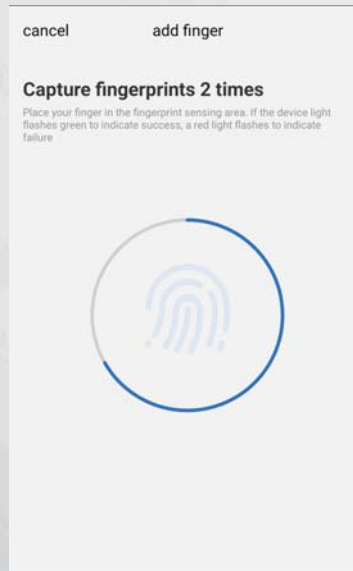 cancel add finger
Capture fingerprints 2 times
Place your finger in the fingerprint sensing area. If the device light
flashes green to indicate success, a red light flashes to indicate
failure